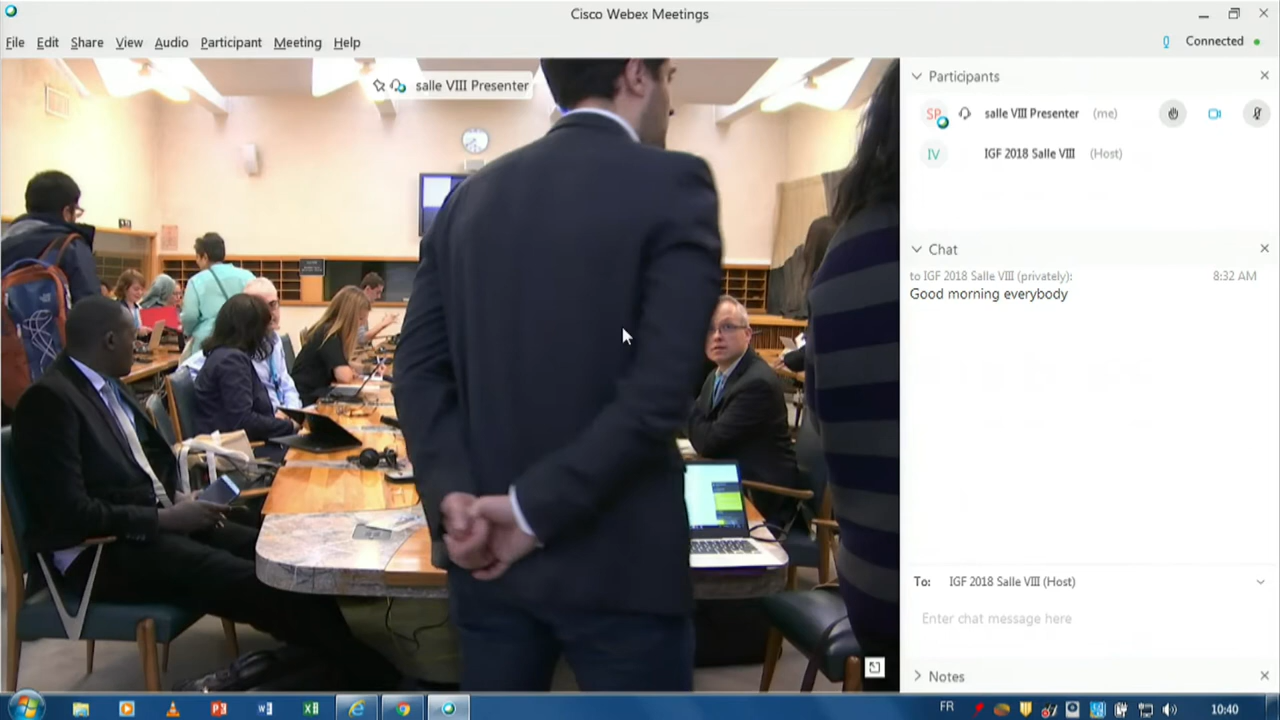 Cisco Webex Meetings
File Edit Share View Audio Participant Meeting Help
Connected
salle VIII Presenter
Participants
SP salle VIII Presenter (me)
IV IGF 2018 Salle VIII (Host)
Chat
to IGF 2018 Salle VIII (privately): 8:32 AM
Good morning everybody
To: IGF 2018 Salle VIII (Host)
Enter chat message here
Notes
FR 10:40